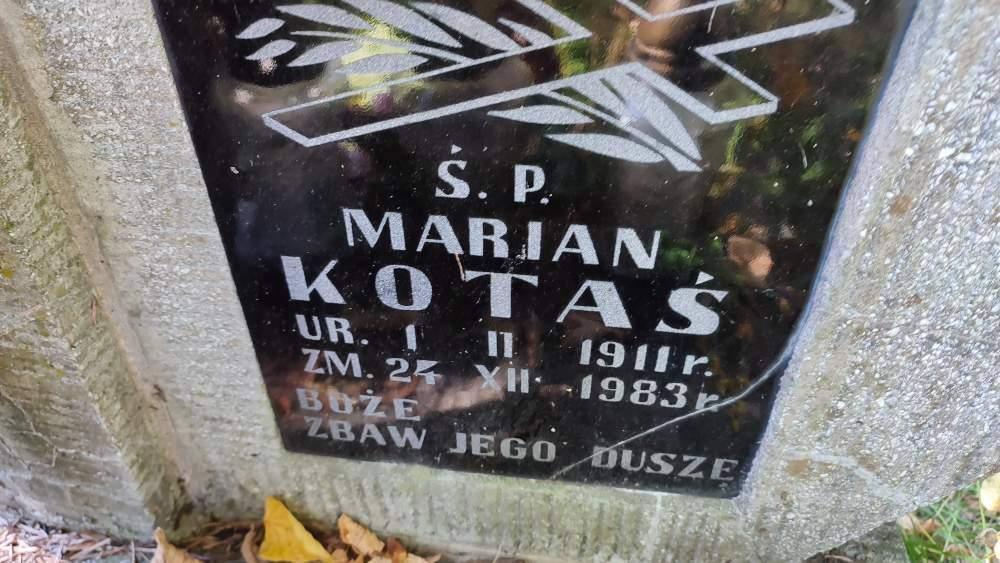 Ś. P.
MARIAN
KOTAŚ
UR. 1 II 1911 r.
ZM. 24 XII 1983 r.
BOŻE
ZBAW JEGO DUSZE